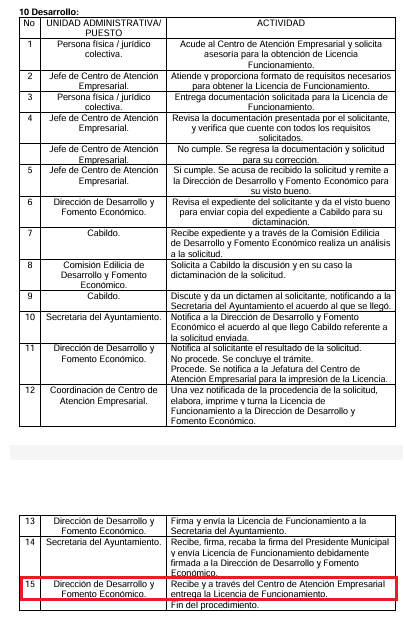 10 Desarrollo:
No UNIDAD ADMINISTRATIVA/ PUESTO ACTIVIDAD
1 Persona física / jurídico colectiva. Acude al Centro de Atención Empresarial y solicita asesoría para la obtención de Licencia Funcionamiento.
2 Jefe de Centro de Atención Empresarial. Atiende y proporciona formato de requisitos necesarios para obtener la Licencia de Funcionamiento.
3 Persona física / jurídico colectiva. Entrega documentación solicitada para la Licencia de Funcionamiento.
4 Jefe de Centro de Atención Empresarial. Revisa la documentación presentada por el solicitante, y verifica que cuente con todos los requisitos solicitados.
Jefe de Centro de Atención Empresarial. No cumple. Se regresa la documentación y solicitud para su corrección.
5 Jefe de Centro de Atención Empresarial. Si cumple. Se acusa de recibido la solicitud y remite a la Dirección de Desarrollo y Fomento Económico para su visto bueno.
6 Dirección de Desarrollo y Fomento Económico. Revisa el expediente del solicitante y da el visto bueno para enviar copia del expediente a Cabildo para su dictaminación.
7 Cabildo. Recibe expediente y a través de la Comisión Edilicia de Desarrollo y Fomento Económico realiza un análisis a la solicitud.
8 Comisión Edilicia de Desarrollo y Fomento Económico. Solicita a Cabildo la discusión y en su caso la dictaminación de la solicitud.
9 Cabildo. Discute y da un dictamen al solicitante, notificando a la Secretaria del Ayuntamiento el acuerdo al que se llegó.
10 Secretaria del Ayuntamiento. Notifica a la Dirección de Desarrollo y Fomento Económico el acuerdo al que llego Cabildo referente a la solicitud enviada.
11 Dirección de Desarrollo y Fomento Económico. Notifica al solicitante el resultado de la solicitud.
No procede. Se concluye el trámite.
Procede. Se notifica a la Jefatura del Centro de Atención Empresarial para la impresión de la Licencia.
12 Coordinación de Centro de Atención Empresarial. Una vez notificada de la procedencia de la solicitud, elabora, imprime y turna la Licencia de Funcionamiento a la Dirección de Desarrollo y Fomento Económico.
13 Dirección de Desarrollo y Fomento Económico. Firma y envía la Licencia de Funcionamiento a la Secretaria del Ayuntamiento.
14 Secretaria del Ayuntamiento. Recibe, firma, recaba la firma del Presidente Municipal y envía Licencia de Funcionamiento debidamente firmada a la Dirección de Desarrollo y Fomento Económico.
15 Dirección de Desarrollo y Fomento Económico. Recibe y a través del Centro de Atención Empresarial entrega la Licencia de Funcionamiento.
Fin del procedimiento.